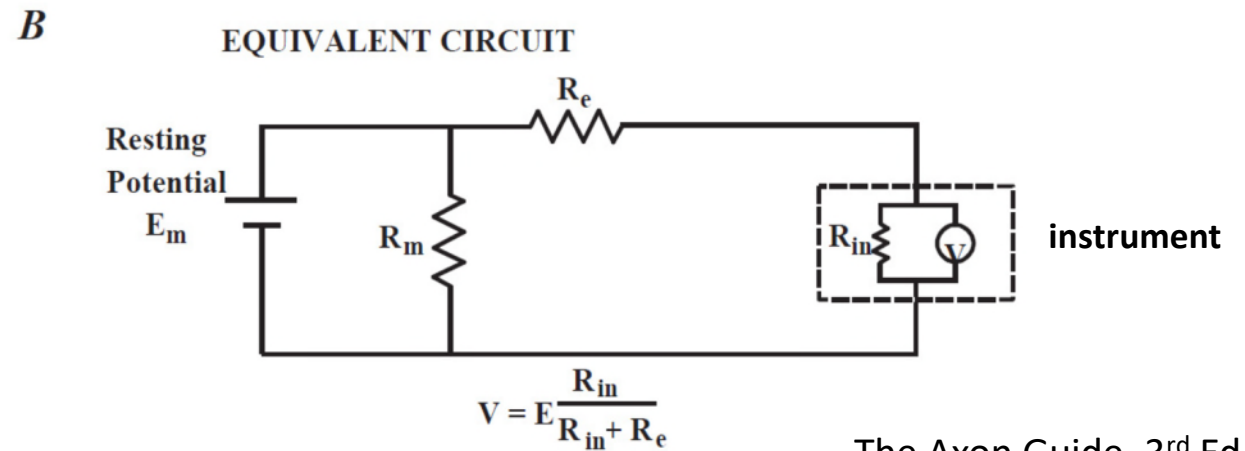 B
EQUIVALENT CIRCUIT
Re
Resting
Potential
Em
Rm
Rin
V
instrument
V = E Rin
Rin + Re
The Axon Guide, 3rd Ed